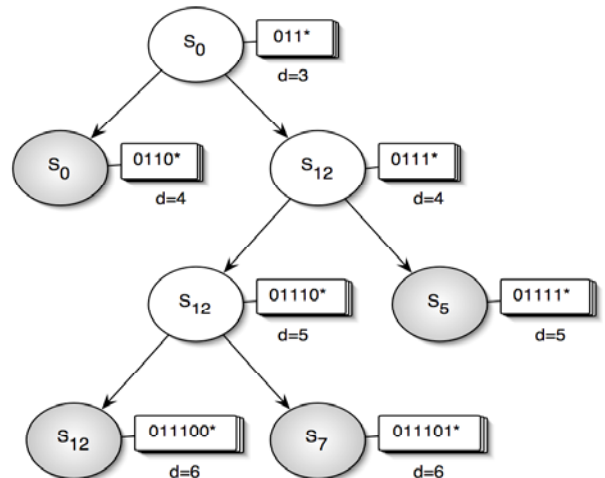 S0 011*
d=3
S0 0110* S12 0111*
d=4 d=4
S12 01110* S5 01111*
d=5 d=5
S12 011100* S7 011101*
d=6 d=6